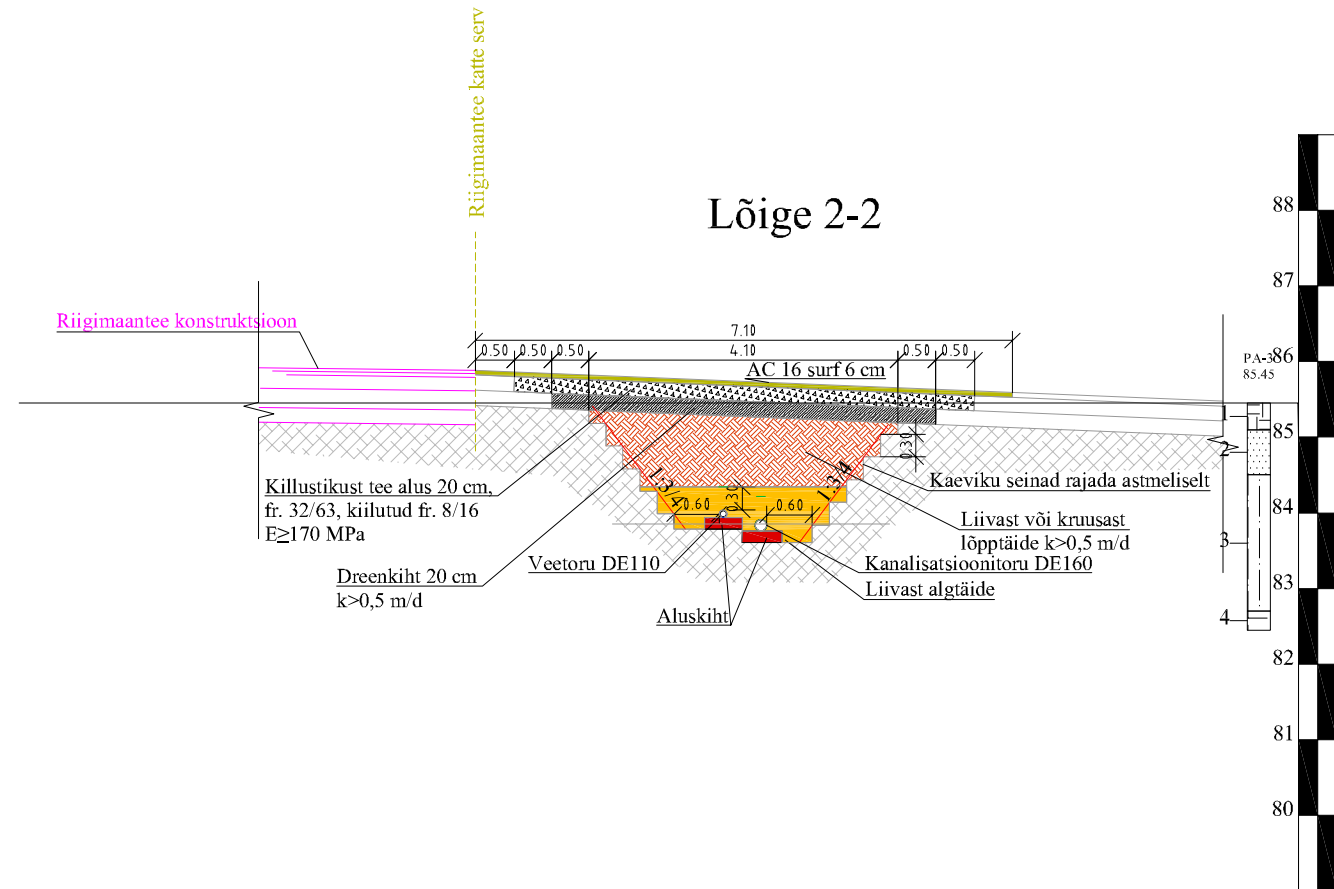 Riigimaantee katte serv
Lõige 2-2
Riigimaantee konstruktsioon
7.10
0.50 0.50 0.50 4.10 0.50 0.50
AC 16 surf 6 cm
PA-3
85.45
88
87
86
85
84
83
82
81
80
1
2
3
4
0.30
1:3/4
1:3/4
0.30
0.60
0.60
Killustikust tee alus 20 cm,
fr. 32/63, kiilutud fr. 8/16
E≥170 MPa
Dreenkiht 20 cm
k>0,5 m/d
Veetoru DE110
Aluskiht
Kaeviku seinad rajada astmeliselt
Liivast või kruusast
lõpptäide k>0,5 m/d
Kanalisatsioonitoru DE160
Liivast algtäide